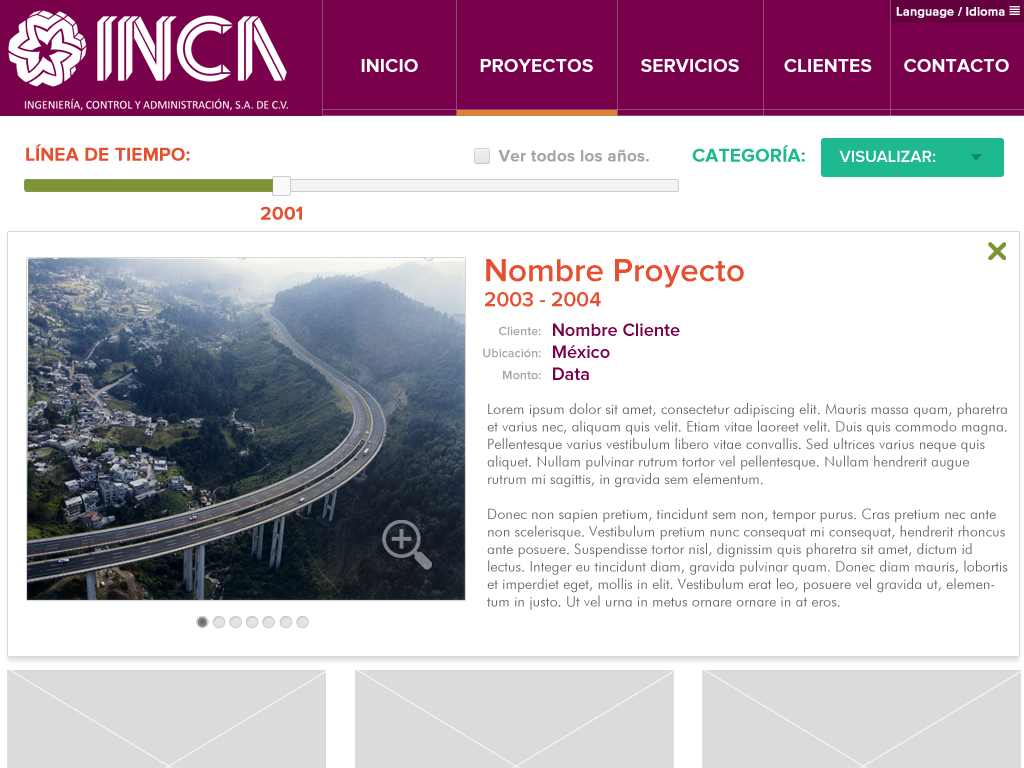 Language / Idioma
INCA
INGENIERÍA, CONTROL Y ADMINISTRACIÓN, S.A. DE C.V.
INICIO
PROYECTOS
SERVICIOS
CLIENTES
CONTACTO
LÍNEA DE TIEMPO:
Ver todos los años.
CATEGORÍA:
VISUALIZAR:
2001
Nombre Proyecto
2003 - 2004
Cliente: Nombre Cliente
Ubicación: México
Monto: Data
Lorem ipsum dolor sit amet, consectetur adipiscing elit. Mauris massa quam, pharetra
et varius nec, aliquam quis velit. Etiam vitae laoreet velit. Duis quis commodo magna.
Pellentesque varius vestibulum libero vitae convallis. Sed ultrices varius neque quis
aliquet. Nullam pulvinar rutrum tortor vel pellentesque. Nullam hendrerit augue
rutrum mi sagittis, in gravida sem elementum.
Donec non sapien pretium, tincidunt sem non, tempor purus. Cras pretium nec ante
non scelerisque. Vestibulum pretium nunc consequat mi consequat, hendrerit rhoncus
ante posuere. Suspendisse tortor nisl, dignissim quis pharetra sit amet, dictum id
lectus. Integer eu tincidunt diam, gravida pulvinar quam. Donec diam mauris, lobortis
et imperdiet eget, mollis in elit. Vestibulum erat leo, posuere vel gravida ut, elemen-
tum in justo. Ut vel urna in metus ornare ornare in at eros.